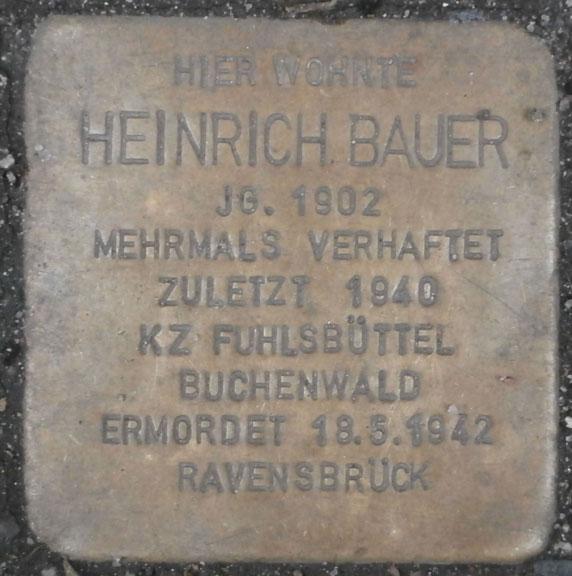 HIER WOHNTE
HEINRICH BAUER
JG. 1902
MEHRMALS VERHAFTET
ZULETZT 1940
KZ FUHLSBÜTTEL
BUCHENWALD
ERMORDET 18.5.1942
RAVENSBRÜCK